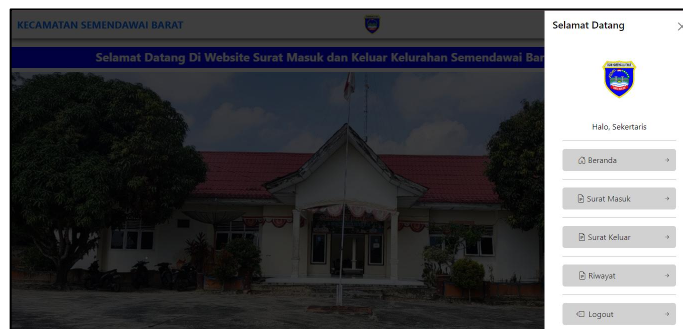 KECAMATAN SEMENDAWAI BARAT
Selamat Datang Di Website Surat Masuk dan Keluar Kelurahan Semendawai Bar
Selamat Datang
Halo, Sekertaris
Beranda
Surat Masuk
Surat Keluar
Riwayat
Logout